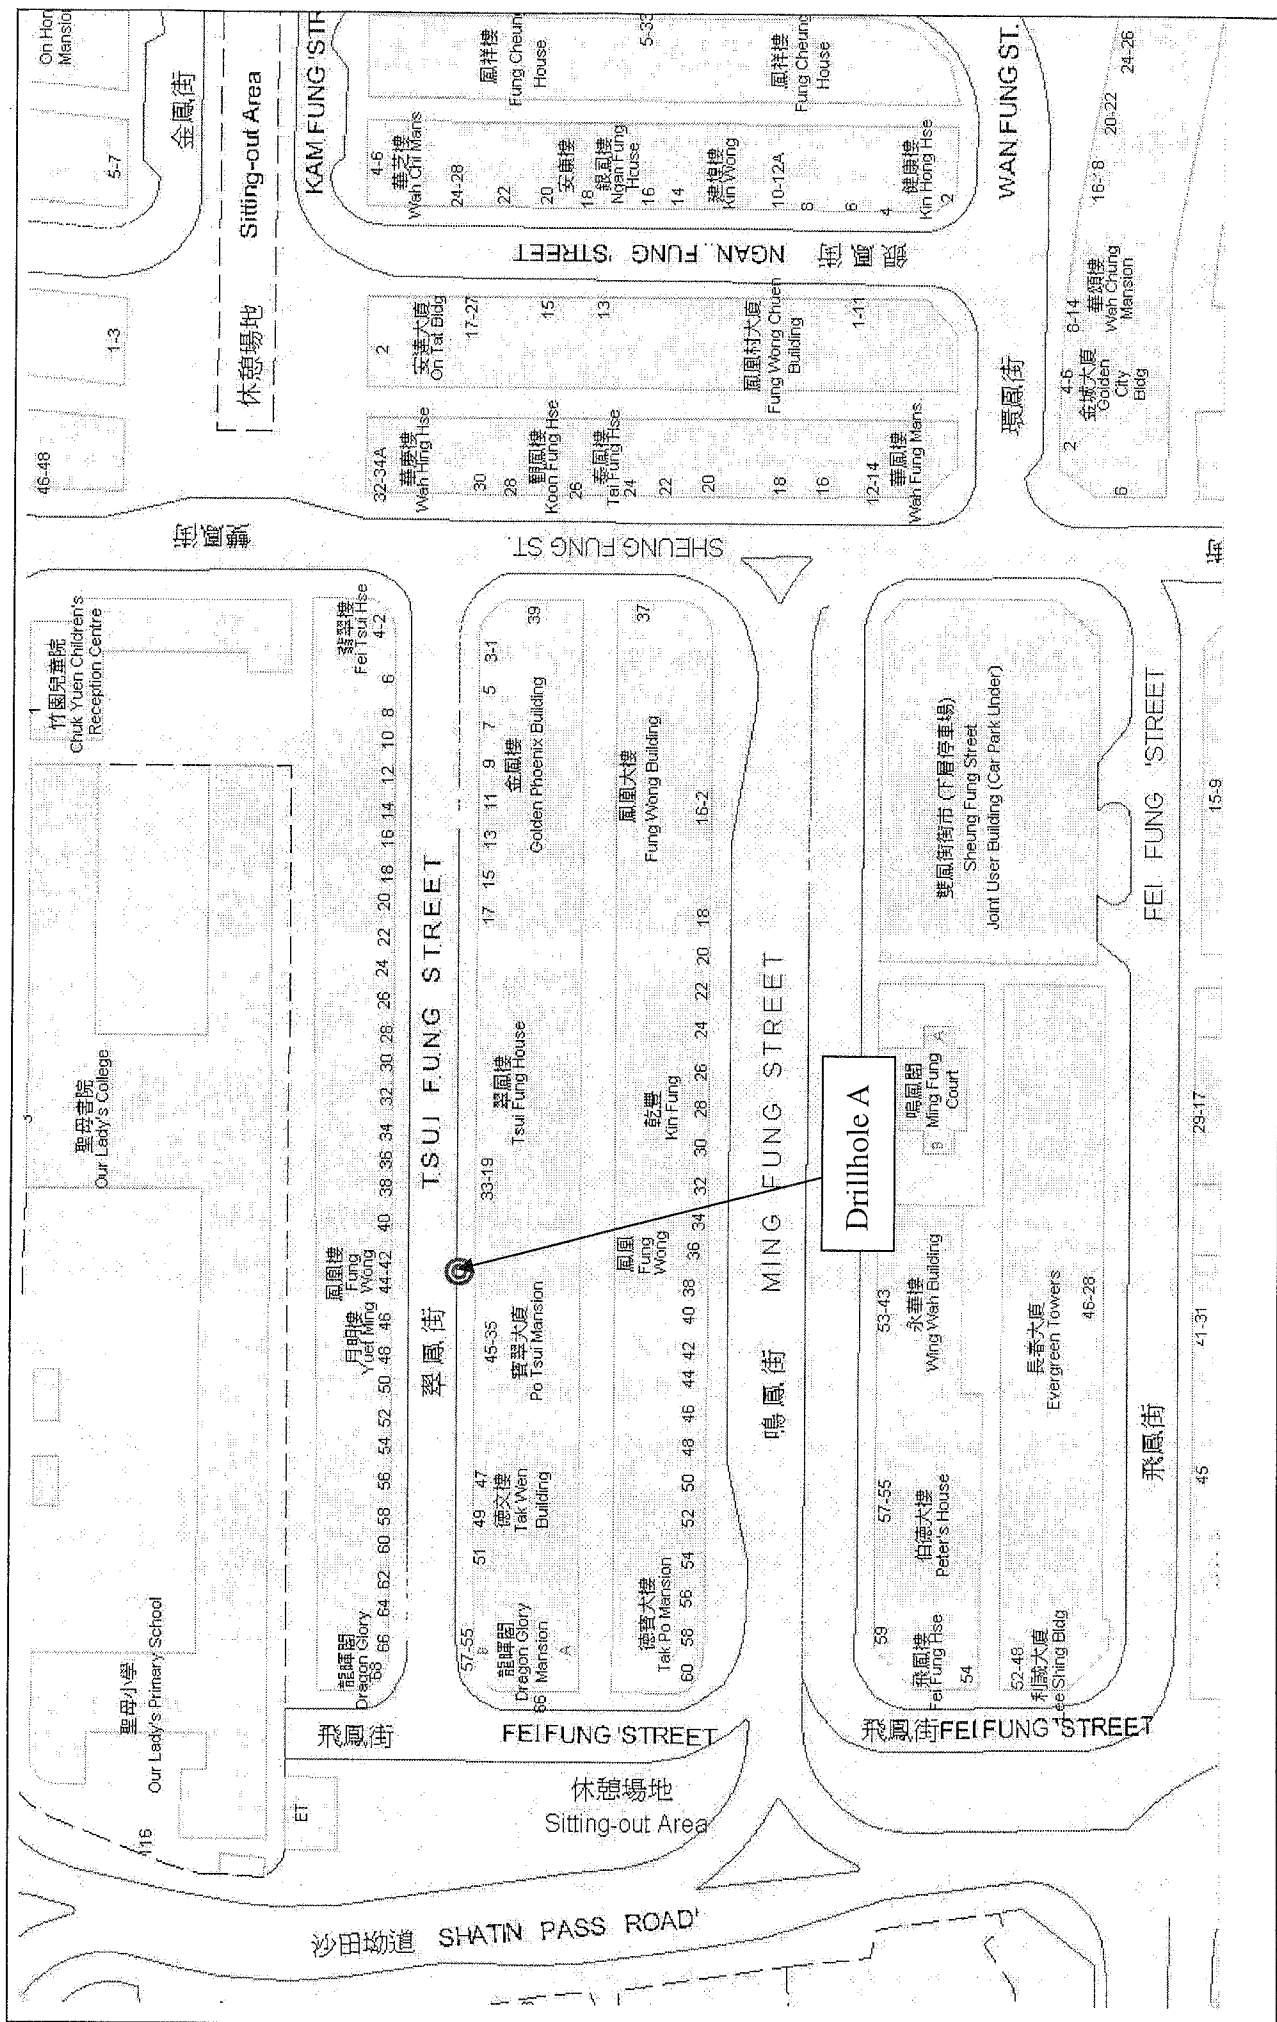 沙田坳道 SHATIN PASS ROAD
116
聖母小學
Our Lady's Primary School
聖母書院
Our Lady's College
3
1
竹園兒童院
Chuk Yuen Children's
Reception Centre
ET
飛鳳街
FEI FUNG STREET
休憩場地
Sitting-out Area
龍暉閣
Dragon Glory
68
66
64
62
60
58
56
54
52
50
48
46
月明樓
Yuet Ming
鳳凰樓
Fung
Wong
44-42
40
38
36
34
32
30
28
26
24
22
20
18
16
14
12
10
8
6
翡翠樓
Fei Tsui Hse
4-2
翠鳳街
TSUI FUNG STREET
57-55
B
龍暉閣
Dragon Glory
Mansion
66
A
51
49
47
德文樓
Tak Wen
Building
45-35
寶翠大廈
Po Tsui Mansion
33-19
翠鳳樓
Tsui Fung House
17
15
13
11
9
7
5
3-1
金鳳樓
Golden Phoenix Building
39
德寶大樓
Tak Po Mansion
60
58
56
54
52
50
48
46
44
42
40
38
36
34
32
30
28
26
24
22
20
18
16-2
鳳凰
Fung
Wong
乾豐
Kin Fung
鳳凰大樓
Fung Wong Building
37
鳴鳳街
MING FUNG STREET
Drillhole A
59
飛鳳樓
Fei Fung Hse
54
57-55
伯德大樓
Peter's House
53-43
永華樓
Wing Wah Building
鳴鳳閣
B
Ming Fung
A
Court
雙鳳街街市 (下層停車場)
Sheung Fung Street
Joint User Building (Car Park Under)
52-48
利誠大廈
Lee Shing Bldg
長春大廈
Evergreen Towers
46-28
飛鳳街
FEI FUNG STREET
飛鳳街
FEI FUNG STREET
45
41-31
29-17
15-9
雙鳳街
SHEUNG FUNG ST.
街
46-48
1-3
5-7
On Hon
Mansion
金鳳街
休憩場地
Sitting-out Area
KAM FUNG STR
32-34A
華慶樓
Wah Hing Hse
30
28
觀鳳樓
Koon Fung Hse
26
泰鳳樓
Tai Fung Hse
24
22
20
18
16
12-14
華鳳樓
Wah Fung Mans.
2
安達大廈
On Tat Bldg
17-27
15
13
鳳凰村大廈
Fung Wong Chuen
Building
1-11
銀鳳街
NGAN FUNG STREET
4-6
華芝樓
Wah Chi Mans
24-28
22
20
安康樓
18
銀鳳樓
Ngan Fung
House
16
14
建煌樓
Kin Wong
10-12A
8
6
4
健康樓
Kin Hong Hse
2
鳳祥樓
Fung Cheung
House
5-33
鳳祥樓
Fung Cheung
House
環鳳街
WAN FUNG ST.
2
4-6
金城大廈
Golden
City
Bldg
6
8-14
華頌樓
Wah Chung
Mansion
16-18
20-22
24-26